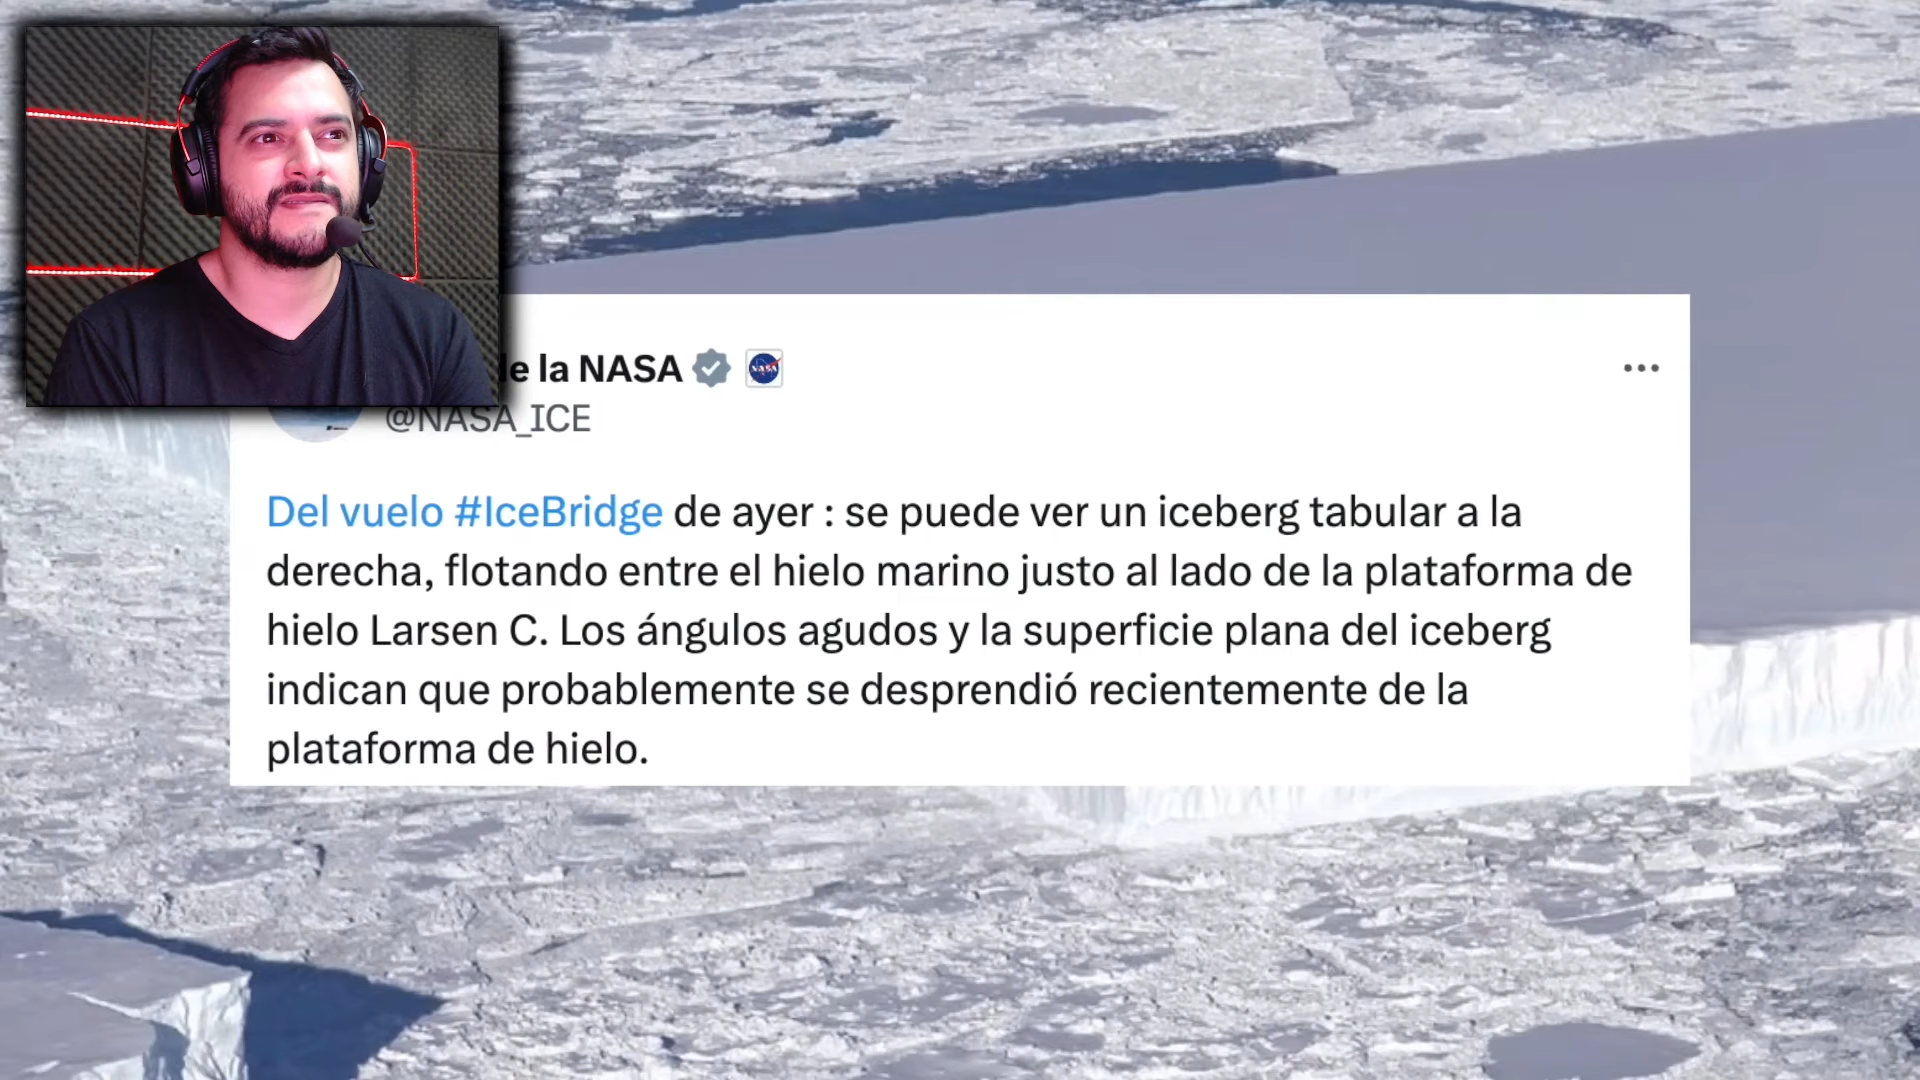 de la NASA
NASA
@NASA_ICE
Del vuelo #IceBridge de ayer : se puede ver un iceberg tabular a la
derecha, flotando entre el hielo marino justo al lado de la plataforma de
hielo Larsen C. Los ángulos agudos y la superficie plana del iceberg
indican que probablemente se desprendió recientemente de la
plataforma de hielo.